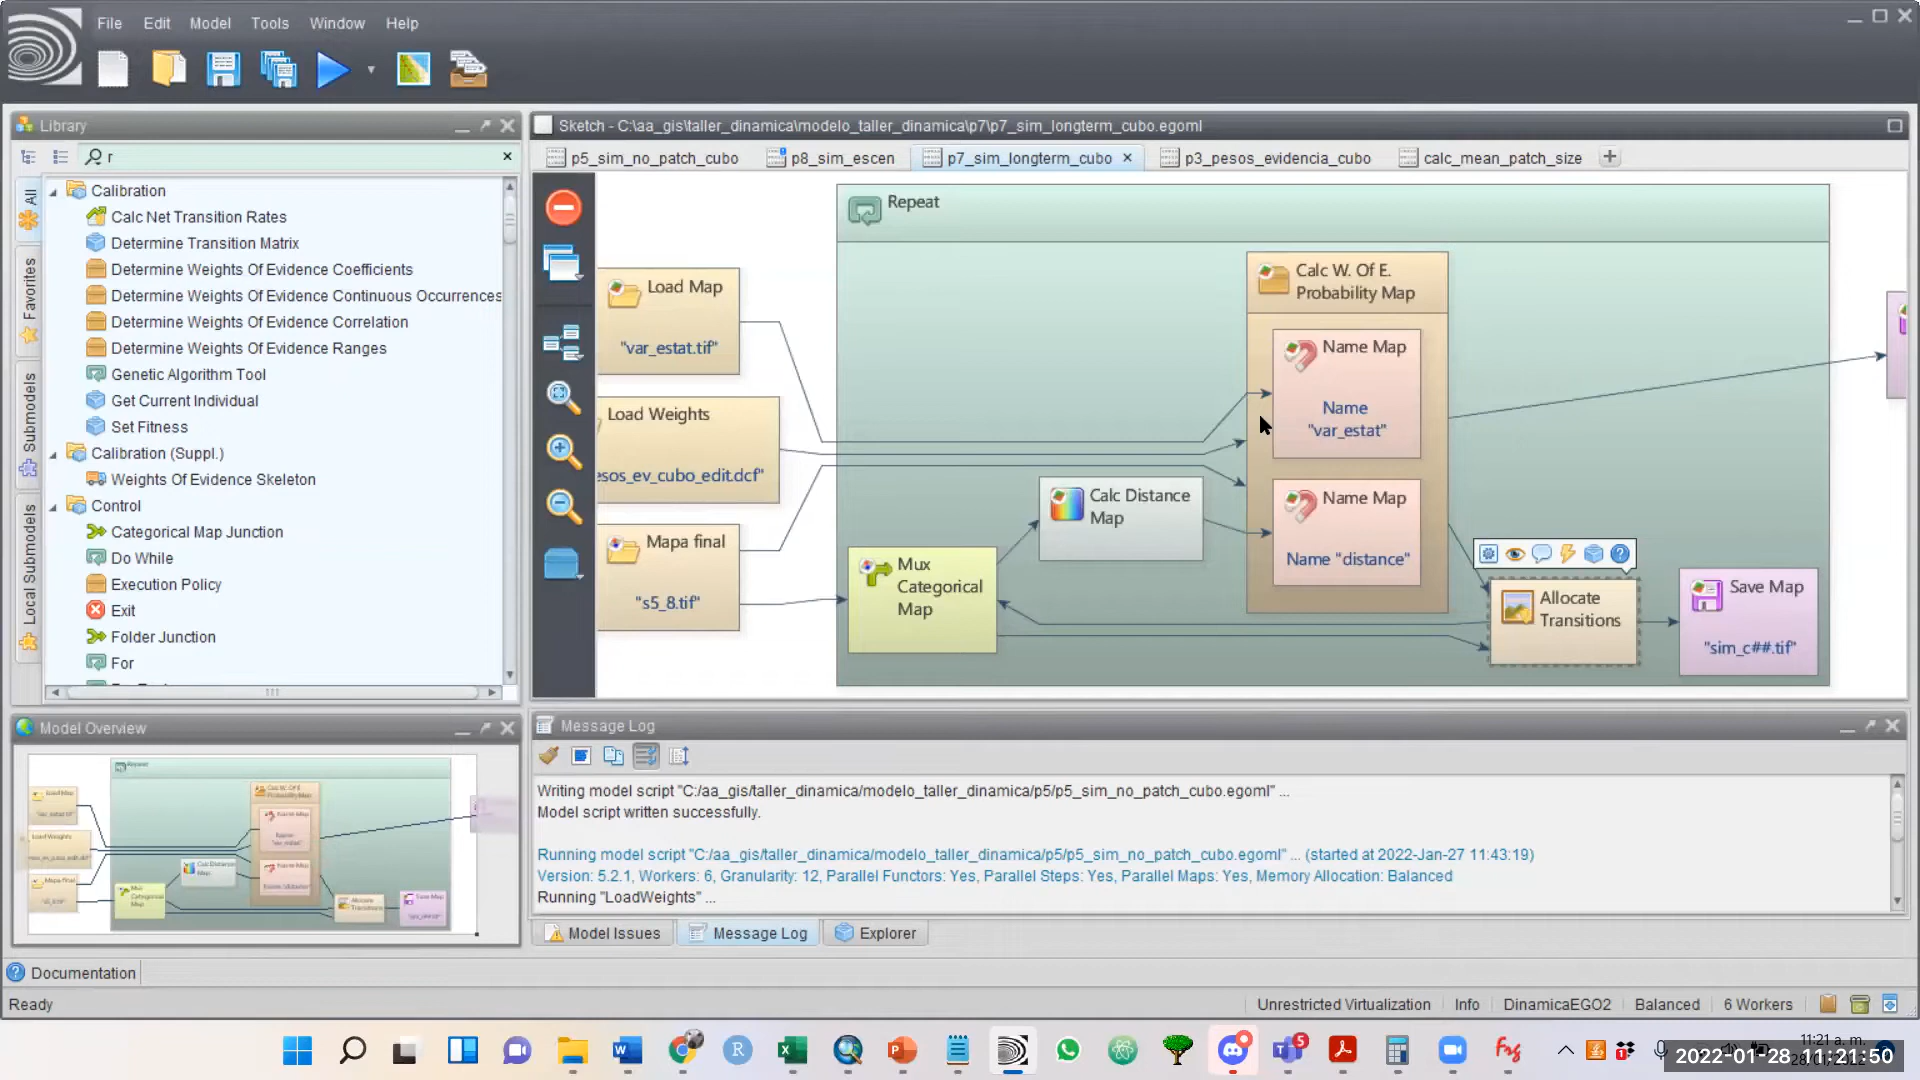 File Edit Model Tools Window Help
Library
r
All
Favorites
Submodels
Local Submodels
Calibration
Calc Net Transition Rates
Determine Transition Matrix
Determine Weights Of Evidence Coefficients
Determine Weights Of Evidence Continuous Occurrences
Determine Weights Of Evidence Correlation
Determine Weights Of Evidence Ranges
Genetic Algorithm Tool
Get Current Individual
Set Fitness
Calibration (Suppl.)
Weights Of Evidence Skeleton
Control
Categorical Map Junction
Do While
Execution Policy
Exit
Folder Junction
For
Sketch - C:\aa_gis\taller_dinamica\modelo_taller_dinamica\p7\p7_sim_longterm_cubo.egoml
p5_sim_no_patch_cubo p8_sim_escen p7_sim_longterm_cubo p3_pesos_evidencia_cubo calc_mean_patch_size
Repeat
Load Map
"var_estat.tif"
Load Weights
esos_ev_cubo_edit.dcf"
Mapa final
"s5_8.tif"
Mux
Categorical
Map
Calc Distance
Map
Calc W. Of E.
Probability Map
Name Map
Name
"var_estat"
Name Map
Name "distance"
Allocate
Transitions
Save Map
"sim_c##.tif"
Model Overview
Message Log
Writing model script "C:/aa_gis/taller_dinamica/modelo_taller_dinamica/p5/p5_sim_no_patch_cubo.egoml" ...
Model script written successfully.
Running model script "C:/aa_gis/taller_dinamica/modelo_taller_dinamica/p5/p5_sim_no_patch_cubo.egoml" ... (started at 2022-Jan-27 11:43:19)
Version: 5.2.1, Workers: 6, Granularity: 12, Parallel Functors: Yes, Parallel Steps: Yes, Parallel Maps: Yes, Memory Allocation: Balanced
Running "LoadWeights" ...
Model Issues Message Log Explorer
Documentation
Ready
Unrestricted Virtualization Info DinamicaEGO2 Balanced 6 Workers
11:21 a. m.
2022-01-28 11:21:50